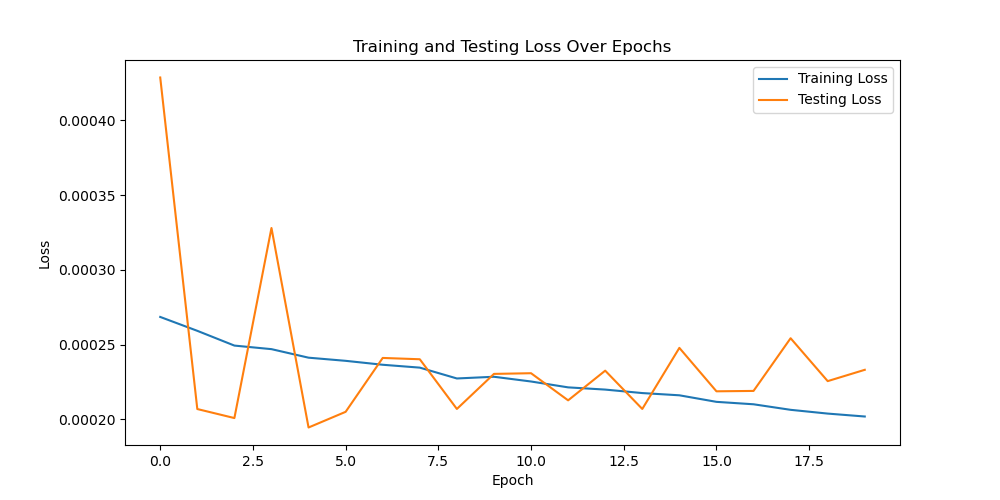 Training and Testing Loss Over Epochs
Training Loss
Testing Loss
0.00040
0.00035
0.00030
0.00025
0.00020
Loss
0.0 2.5 5.0 7.5 10.0 12.5 15.0 17.5
Epoch